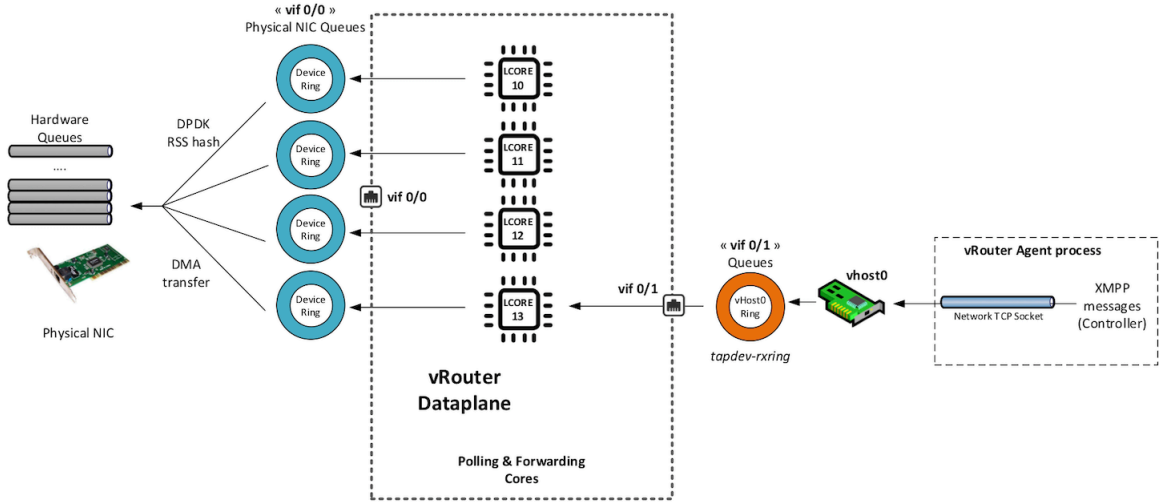 « vif 0/0 »
Physical NIC Queues
Hardware
Queues
....
DPDK
RSS hash
Device
Ring
LCORE
10
Device
Ring
LCORE
11
vif 0/0
Device
Ring
LCORE
12
DMA
transfer
Device
Ring
LCORE
13
Physical NIC
vif 0/1
« vif 0/1 »
Queues
vHost0
Ring
tapdev-rxring
vhost0
vRouter Agent process
Network TCP Socket
XMPP
messages
(Controller)
vRouter
Dataplane
Polling & Forwarding
Cores